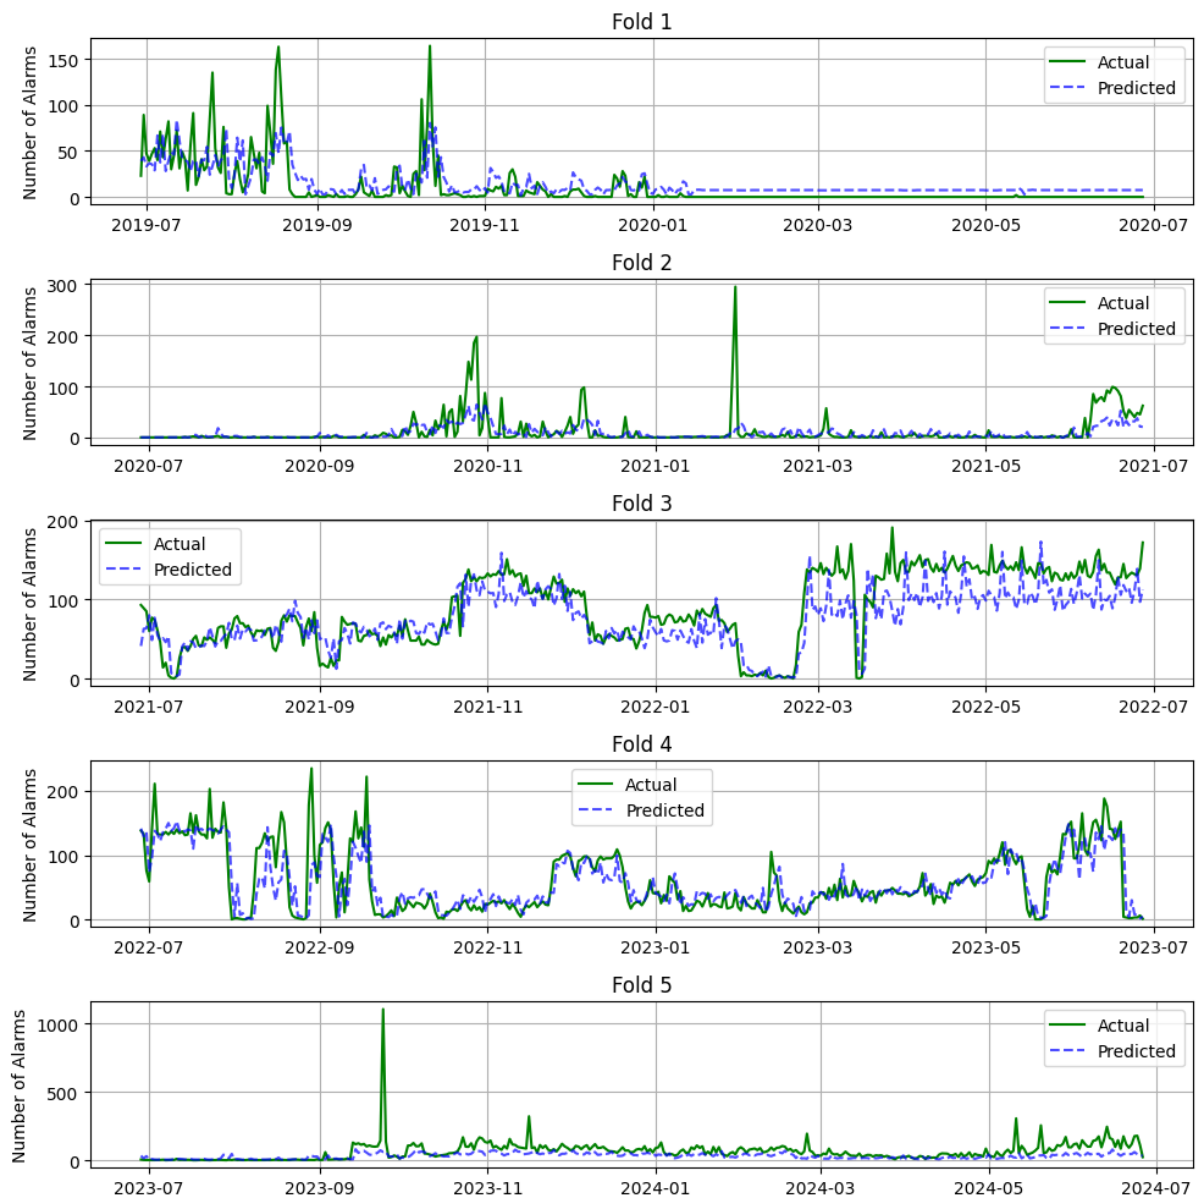 Fold 1
Number of Alarms
150
100
50
0
Actual
Predicted
2019-07 2019-09 2019-11 2020-01 2020-03 2020-05 2020-07
Fold 2
Number of Alarms
300
200
100
0
Actual
Predicted
2020-07 2020-09 2020-11 2021-01 2021-03 2021-05 2021-07
Fold 3
Number of Alarms
200
100
0
Actual
Predicted
2021-07 2021-09 2021-11 2022-01 2022-03 2022-05 2022-07
Fold 4
Number of Alarms
200
100
0
Actual
Predicted
2022-07 2022-09 2022-11 2023-01 2023-03 2023-05 2023-07
Fold 5
Number of Alarms
1000
500
0
Actual
Predicted
2023-07 2023-09 2023-11 2024-01 2024-03 2024-05 2024-07